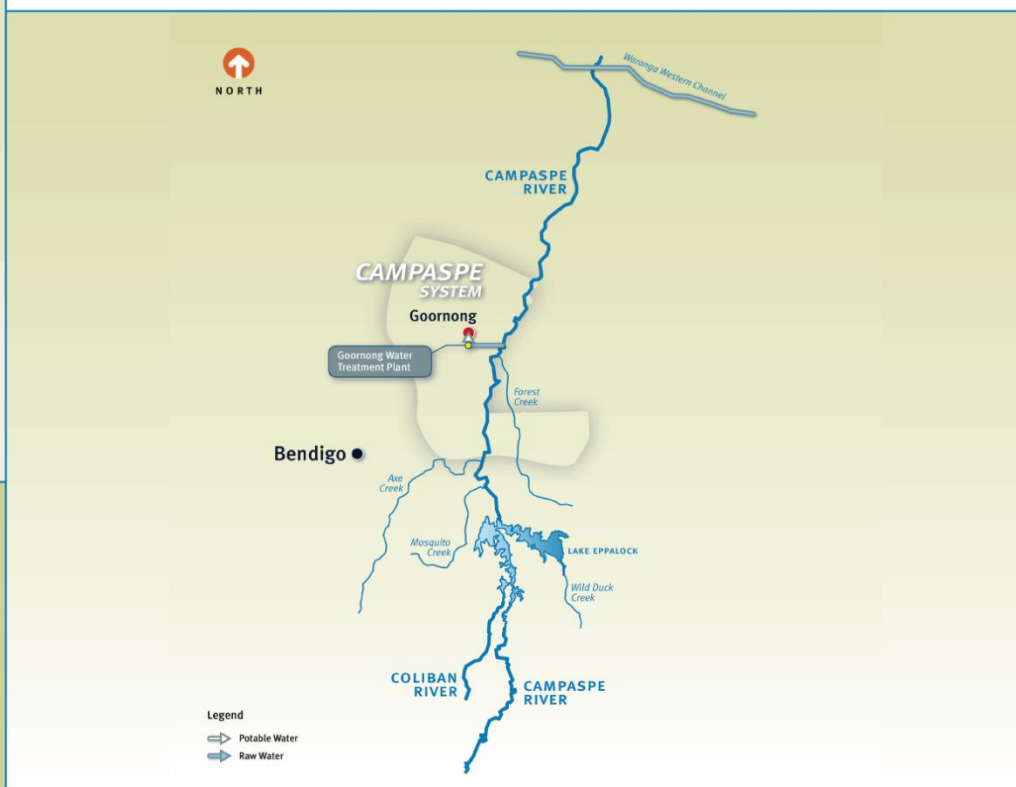 NORTH
Waranga Western Channel
CAMPASPE
RIVER
CAMPASPE
SYSTEM
Goornong
Goornong Water
Treatment Plant
Forest
Creek
Bendigo
Axe
Creek
Mosquito
Creek
LAKE EPPALOCK
Wild Duck
Creek
COLIBAN
RIVER
CAMPASPE
RIVER
Legend
Potable Water
Raw Water